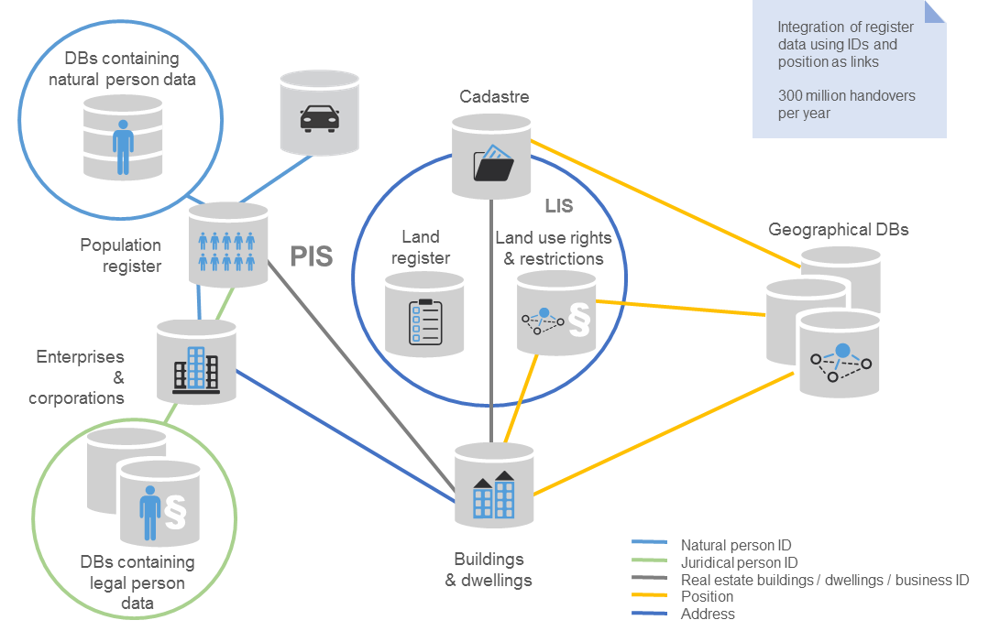 Integration of register
data using IDs and
position as links
300 million handovers
per year
DBs containing
natural person data
Cadastre
LIS
Land
register
Land use rights
& restrictions
§
Geographical DBs
Population
register
PIS
Enterprises
&
corporations
§
DBs containing
legal person
data
Buildings
& dwellings
Natural person ID
Juridical person ID
Real estate buildings / dwellings / business ID
Position
Address